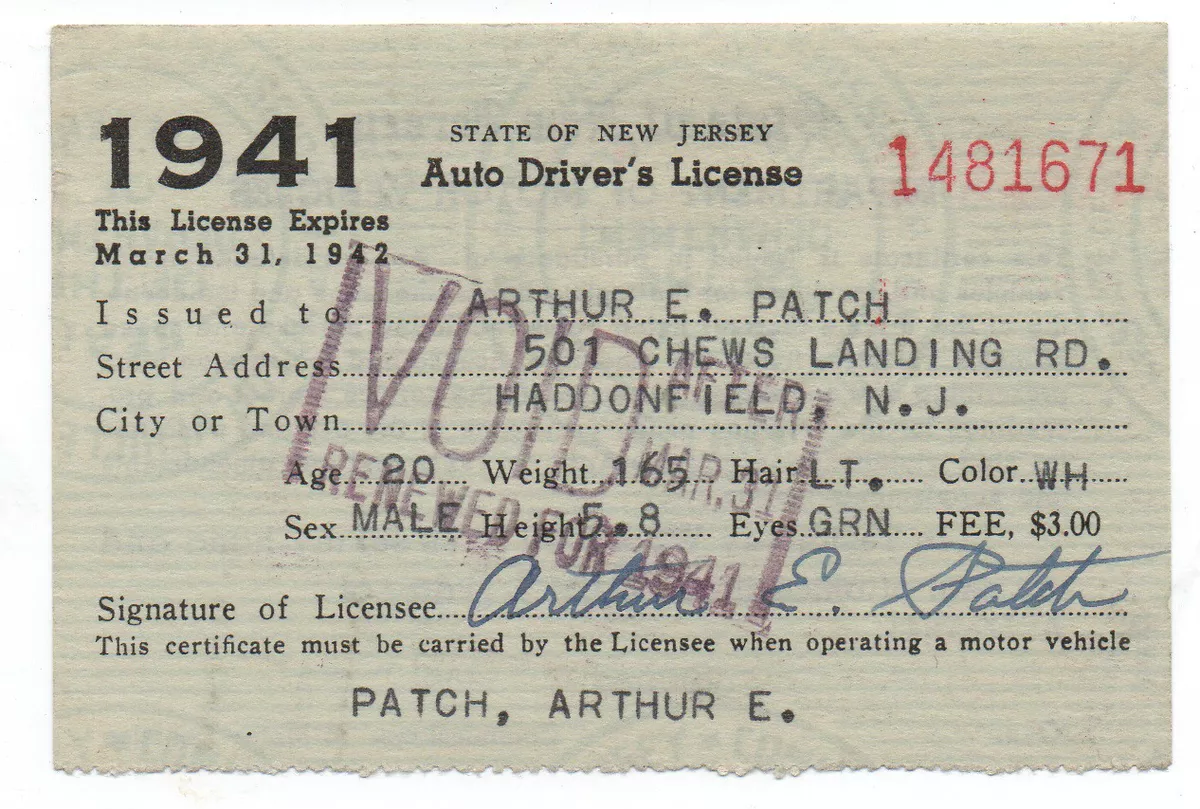 1941
STATE OF NEW JERSEY
Auto Driver's License
1481671
This License Expires
March 31, 1942
Issued to ARTHUR E. PATCH
Street Address 501 CHEWS LANDING RD.
City or Town HADDONFIELD, N.J.
Age 20 Weight 165 Hair LT. Color WH
Sex MALE Height 5.8 Eyes GRN FEE, $3.00
VOID
AFTER
MAR. 31
RENEWED FOR 1941
Signature of Licensee Arthur E. Patch
This certificate must be carried by the Licensee when operating a motor vehicle
PATCH, ARTHUR E.